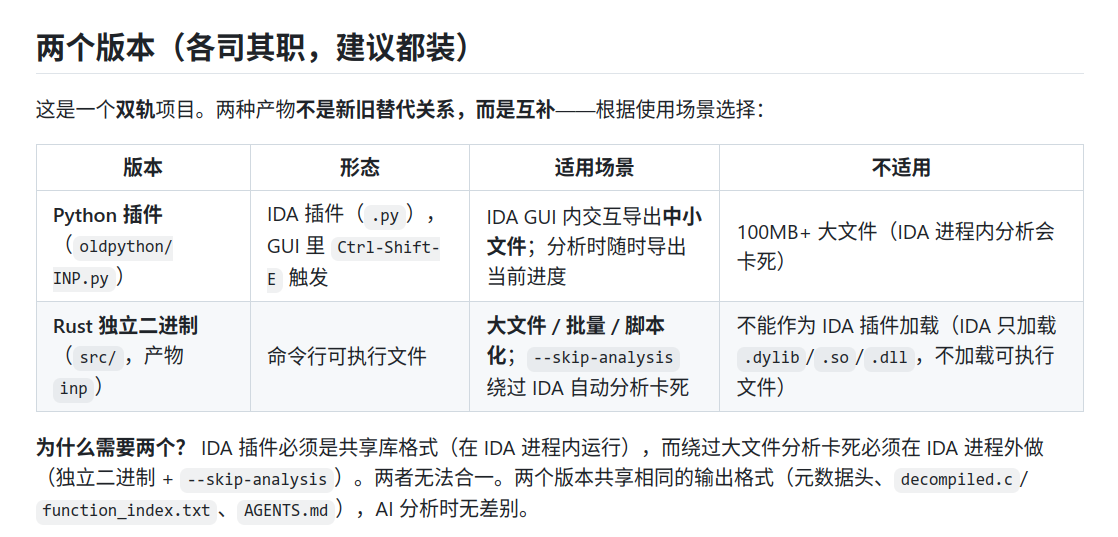 两个版本（各司其职，建议都装）
这是一个双轨项目。两种产物不是新旧替代关系，而是互补——根据使用场景选择：
版本 形态 适用场景 不适用
Python 插件
（oldpython/
INP.py）
IDA 插件（.py），
GUI 里 Ctrl-Shift-
E 触发
IDA GUI 内交互导出中小
文件；分析时随时导出
当前进度
100MB+ 大文件（IDA 进程内分析会
卡死）
Rust 独立二进制
（src/，产物
inp）
命令行可执行文件
大文件 / 批量 / 脚本
化；--skip-analysis
绕过 IDA 自动分析卡死
不能作为 IDA 插件加载（IDA 只加载
.dylib/.so/.dll，不加载可执行
文件）
为什么需要两个？ IDA 插件必须是共享库格式（在 IDA 进程内运行），而绕过大文件分析卡死必须在 IDA 进程外做
（独立二进制 + --skip-analysis）。两者无法合一。两个版本共享相同的输出格式（元数据头、decompiled.c/
function_index.txt、AGENTS.md），AI 分析时无差别。